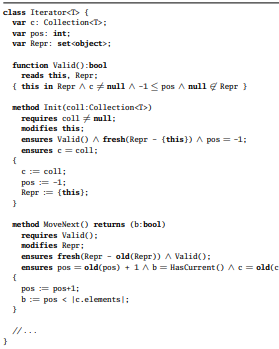 class Iterator<T> {
var c: Collection<T>;
var pos: int;
var Repr: set<object>;
function Valid():bool
reads this, Repr;
{ this in Repr ∧ c ≠ null ∧ −1 ≤ pos ∧ null ∉ Repr }
method Init(coll:Collection<T>)
requires coll ≠ null;
modifies this;
ensures Valid() ∧ fresh(Repr - {this}) ∧ pos = -1;
ensures c = coll;
{
c := coll;
pos := -1;
Repr := {this};
}
method MoveNext() returns (b:bool)
requires Valid();
modifies Repr;
ensures fresh(Repr - old(Repr)) ∧ Valid();
ensures pos = old(pos) + 1 ∧ b = HasCurrent() ∧ c = old(c
{
pos := pos+1;
b := pos < |c.elements|;
}
//...
}